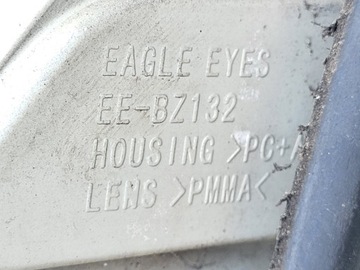 EAGLE EYES
EE-BZ132
HOUSING >PC+A
LENS >PMMA<